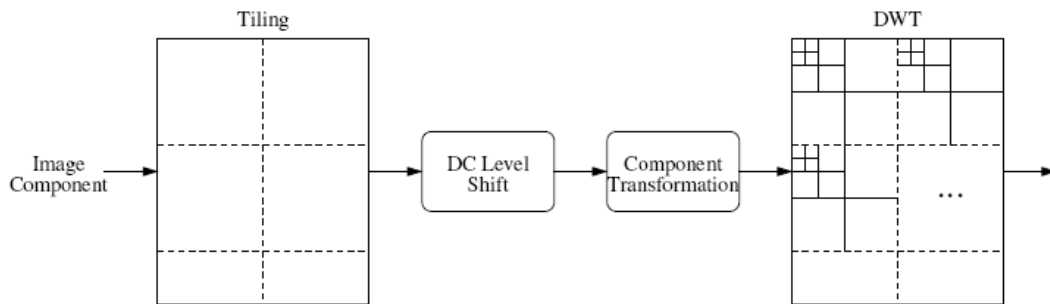 Tiling
DWT
Image
Component
DC Level
Shift
Component
Transformation
...